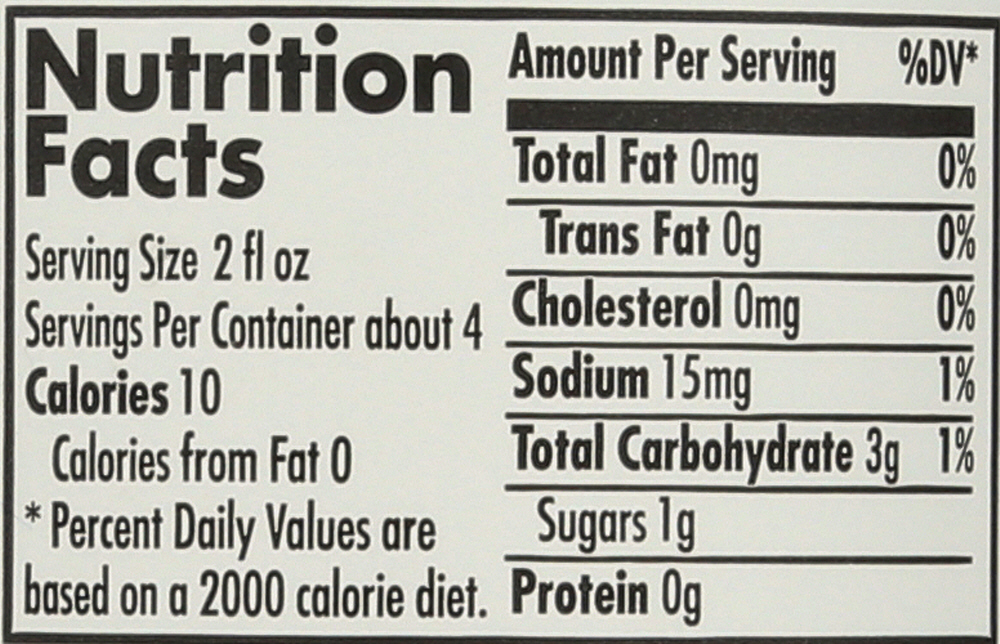 Nutrition
Facts
Serving Size 2 fl oz
Servings Per Container about 4
Calories 10
Calories from Fat 0
* Percent Daily Values are
based on a 2000 calorie diet.
Amount Per Serving %DV*
Total Fat 0mg 0%
Trans Fat 0g 0%
Cholesterol 0mg 0%
Sodium 15mg 1%
Total Carbohydrate 3g 1%
Sugars 1g
Protein 0g